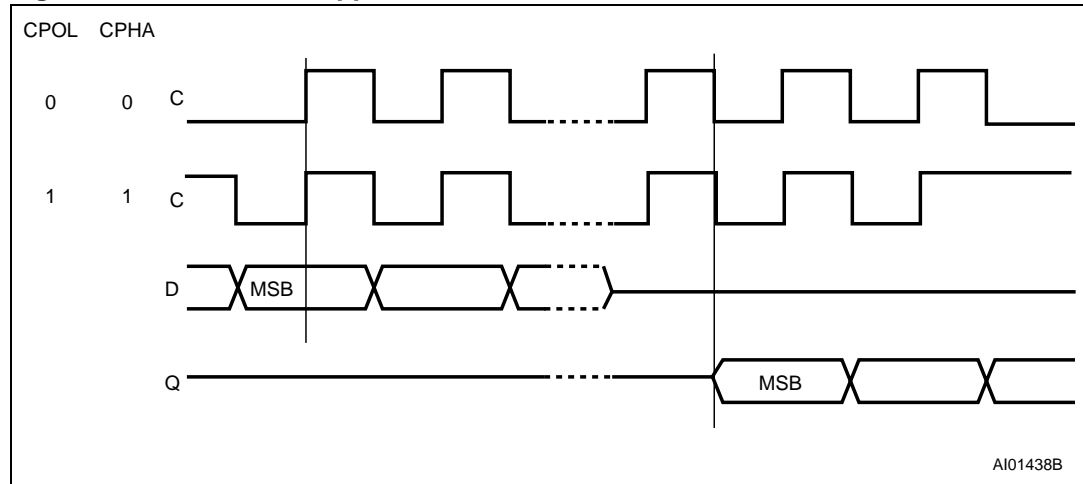 CPOL CPHA
0 0 C
1 1 C
D MSB
Q MSB
AI01438B